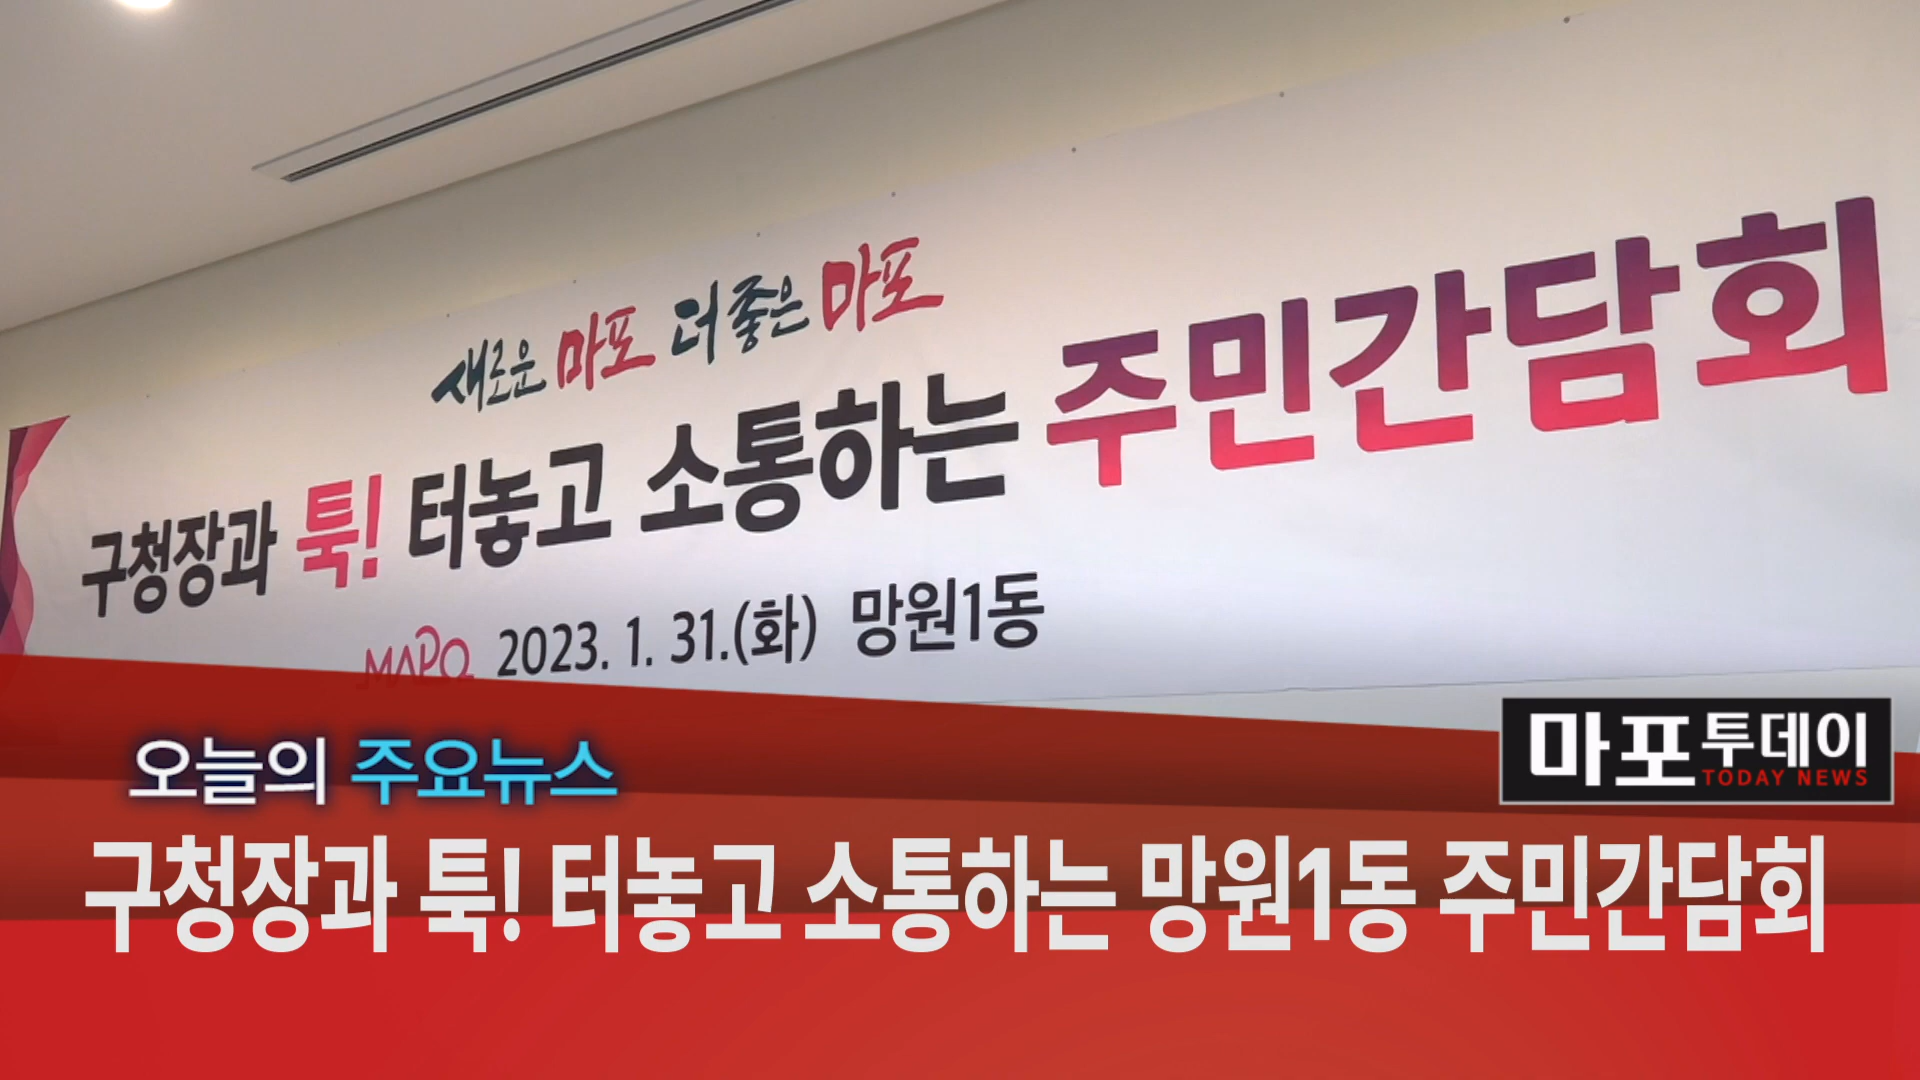 새로운 마포 더 좋은 마포
구청장과 툭! 터놓고 소통하는 주민간담회
MAPO 2023. 1. 31.(화) 망원1동
오늘의 주요뉴스
마포투데이
TODAY NEWS
구청장과 툭! 터놓고 소통하는 망원1동 주민간담회